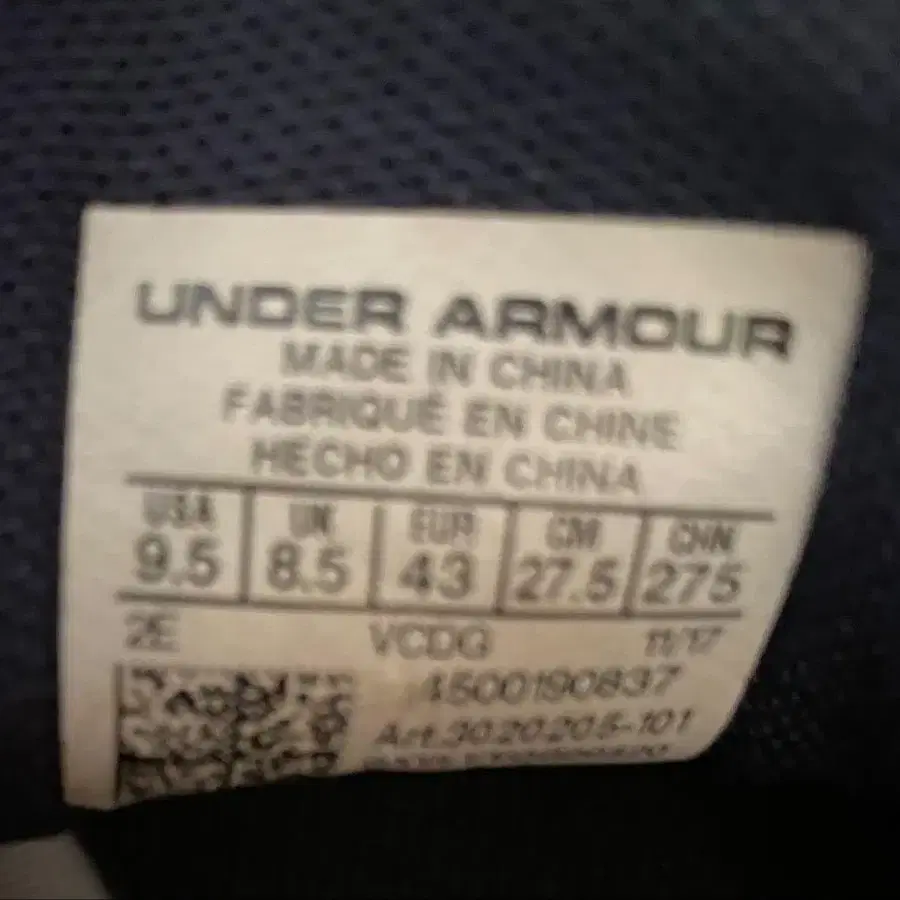 UNDER ARMOUR
MADE IN CHINA
FABRIQUÉ EN CHINE
HECHO EN CHINA
USA UK EUR CM CHN
9.5 8.5 43 27.5 275
2E VCDG 11/17
4500190837
Art.3020205-101